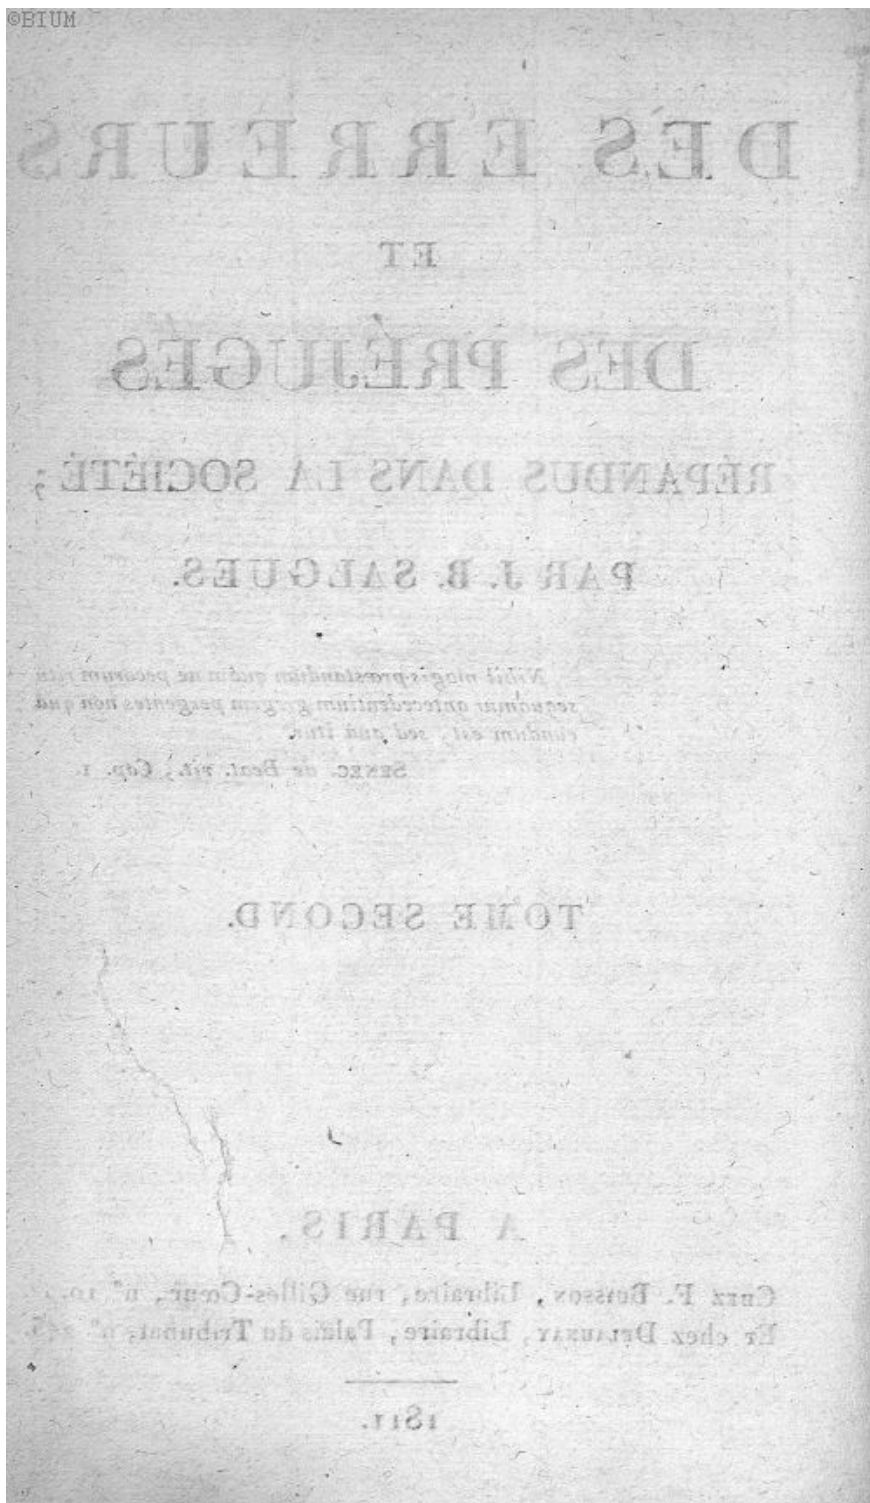 ©BIUM
DES ERREURS
ET
DES PRÉJUGÉS
RÉPANDUS DANS LA SOCIÉTÉ;
PAR J. B. SALGUES.
Nihil magis præstandum quàm ne pecorum ritu
sequamur antecedentium gregem pergentes non quà
eundum est, sed quà itur.
SENEC. de Beat. vit., Cap. 1.
TOME SECOND.
A PARIS,
CHEZ F. BUISSON, Libraire, rue Gilles-Cœur, n° 10.
ET chez DELAUNAY, Libraire, Palais du Tribunat, n°
1811.